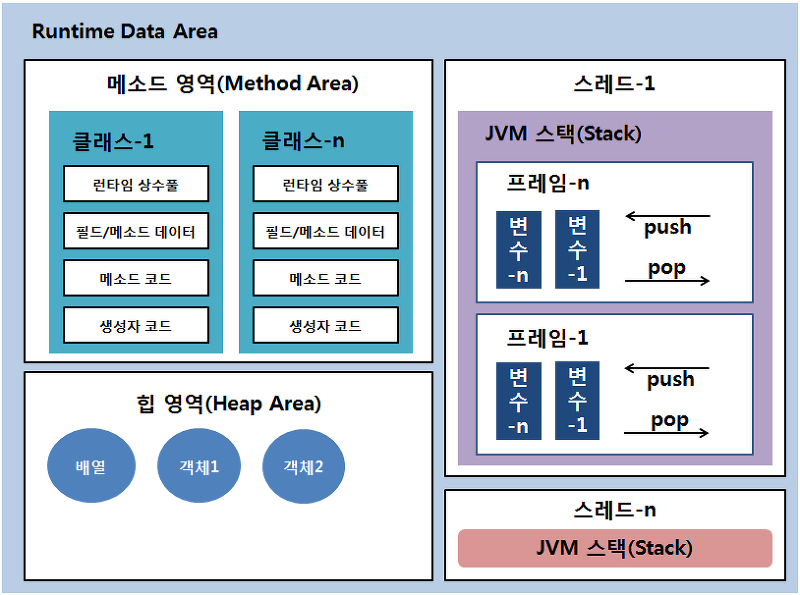 Runtime Data Area
메소드 영역(Method Area)
클래스-1
런타임 상수풀
필드/메소드 데이터
메소드 코드
생성자 코드
클래스-n
런타임 상수풀
필드/메소드 데이터
메소드 코드
생성자 코드
힙 영역(Heap Area)
배열
객체1
객체2
스레드-1
JVM 스택(Stack)
프레임-n
변
수
-n
변
수
-1
push
pop
프레임-1
변
수
-n
변
수
-1
push
pop
스레드-n
JVM 스택(Stack)